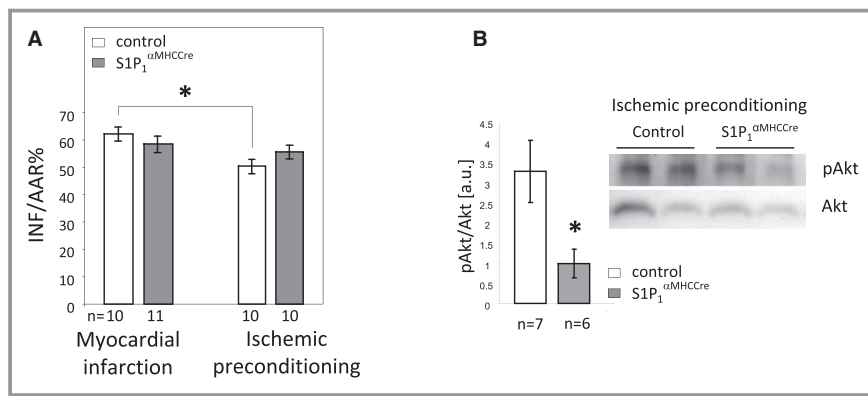 A
control
S1P1αMHCCre
*
INF/AAR%
70
60
50
40
30
20
10
0
n=10 11 10 10
Myocardial infarction
Ischemic preconditioning
B
pAkt/Akt [a.u.]
4.5
4
3.5
3
2.5
2
1.5
1
0.5
0
*
n=7 n=6
control
S1P1αMHCCre
Ischemic preconditioning
Control S1P1αMHCCre
pAkt
Akt